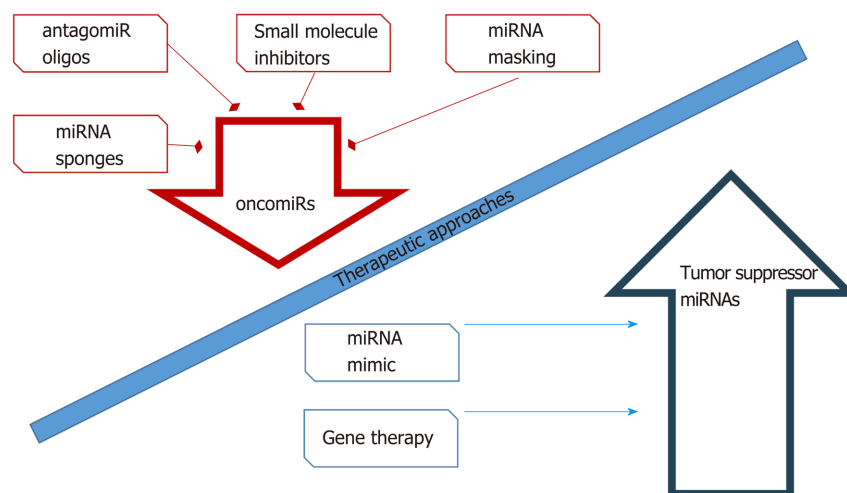 antagomiR
oligos
Small molecule
inhibitors
miRNA
masking
miRNA
sponges
oncomiRs
Therapeutic approaches
Tumor suppressor
miRNAs
miRNA
mimic
Gene therapy